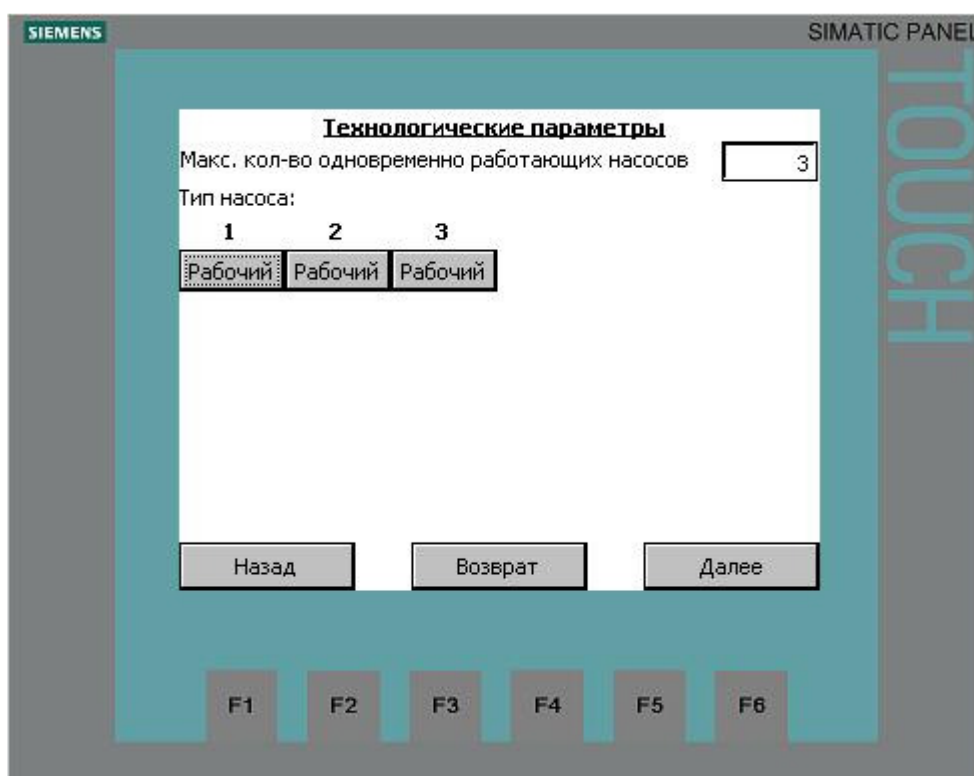 SIEMENS
SIMATIC PANEL
TOUCH
Технологические параметры
Макс. кол-во одновременно работающих насосов 3
Тип насоса:
1 2 3
Рабочий Рабочий Рабочий
Назад Возврат Далее
F1 F2 F3 F4 F5 F6